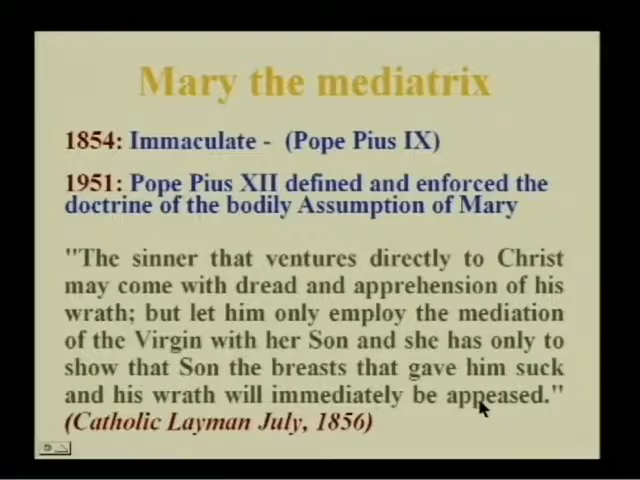 Mary the mediatrix
1854: Immaculate - (Pope Pius IX)
1951: Pope Pius XII defined and enforced the
doctrine of the bodily Assumption of Mary
"The sinner that ventures directly to Christ
may come with dread and apprehension of his
wrath; but let him only employ the mediation
of the Virgin with her Son and she has only to
show that Son the breasts that gave him suck
and his wrath will immediately be appeased."
(Catholic Layman July, 1856)